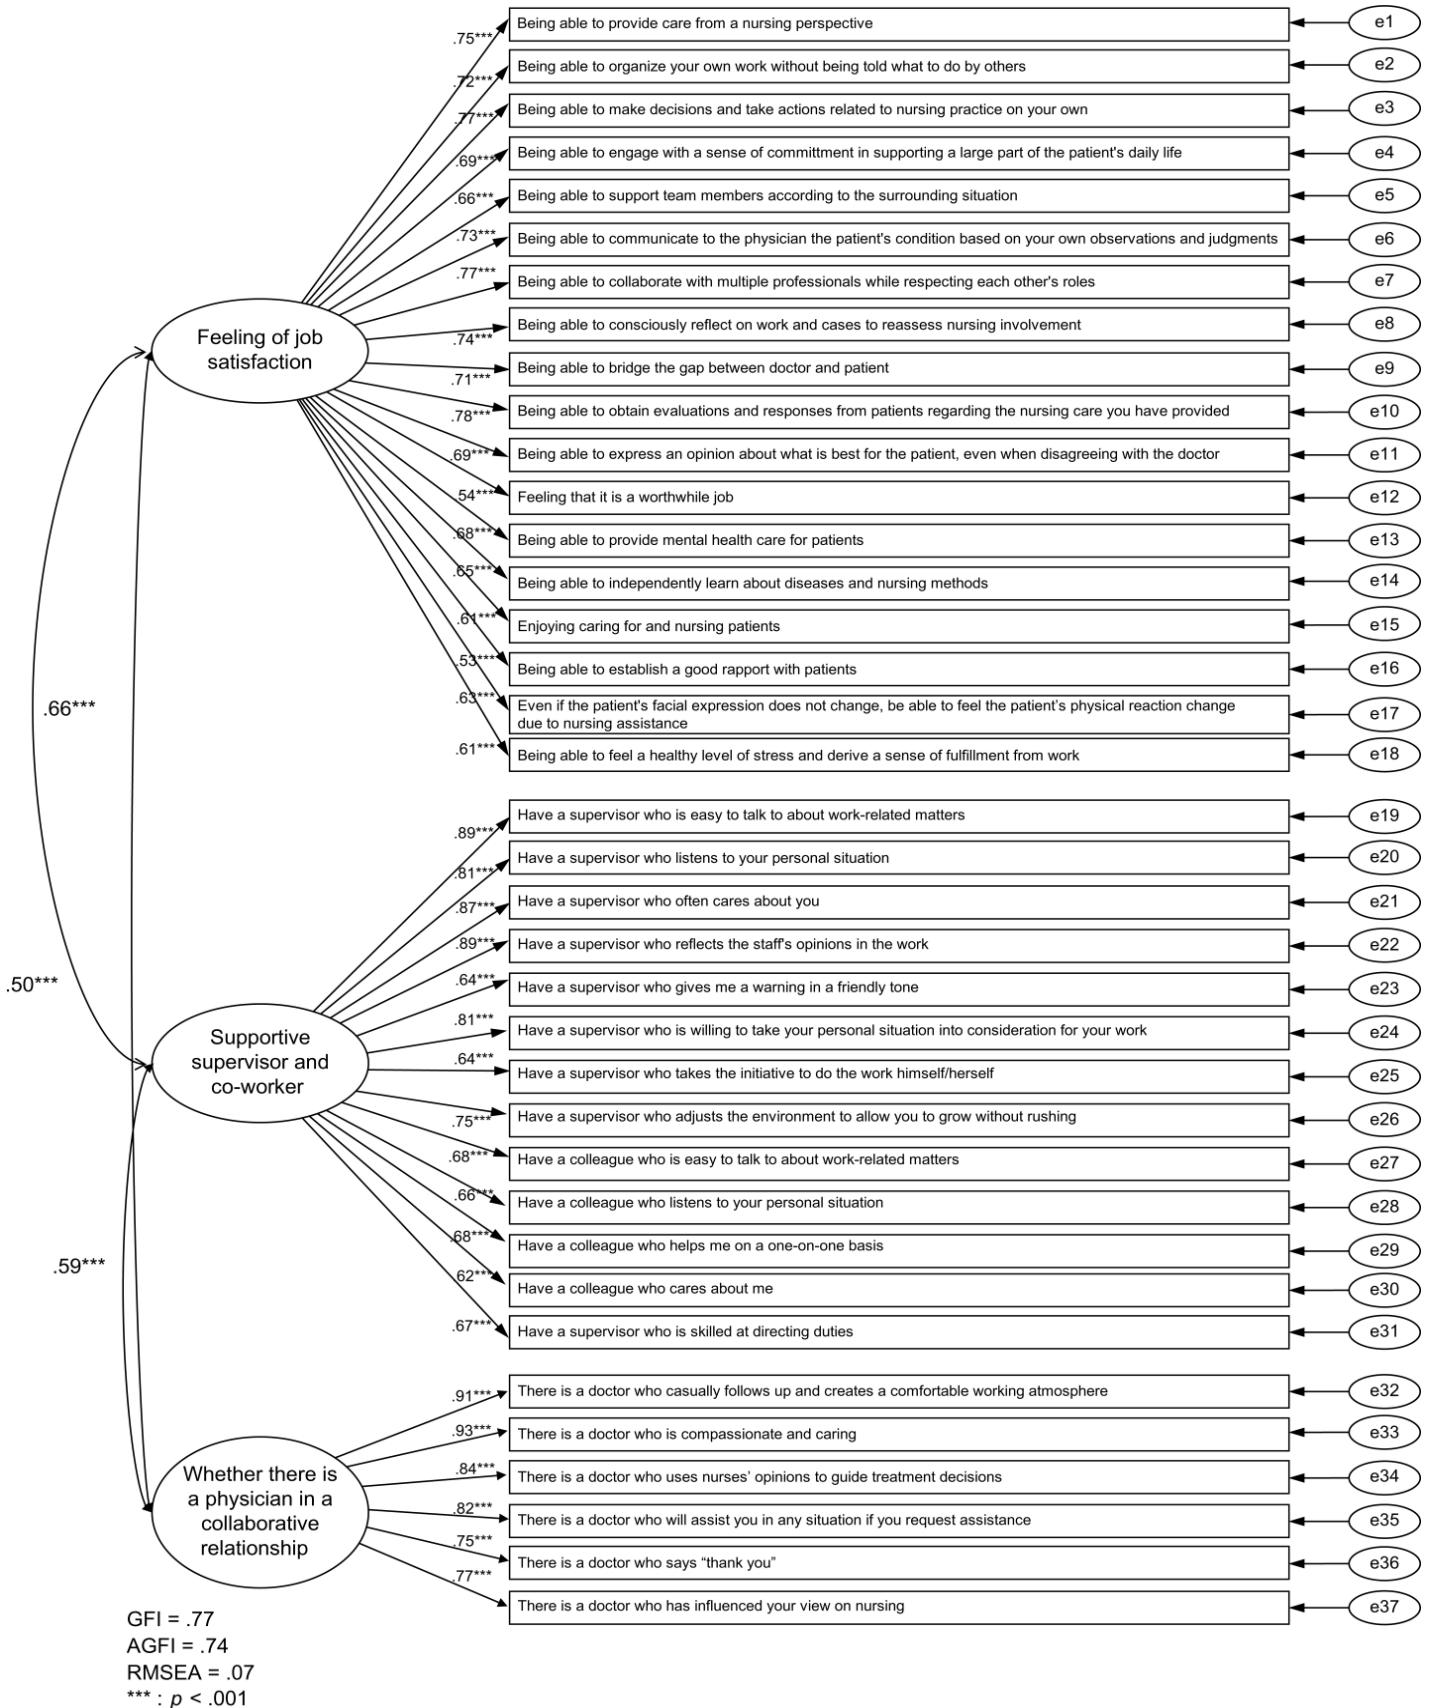 .75***
Being able to provide care from a nursing perspective
e1
.72***
Being able to organize your own work without being told what to do by others
e2
.77***
Being able to make decisions and take actions related to nursing practice on your own
e3
.69***
Being able to engage with a sense of committment in supporting a large part of the patient's daily life
e4
.66***
Being able to support team members according to the surrounding situation
e5
.73***
Being able to communicate to the physician the patient's condition based on your own observations and judgments
e6
.77***
Being able to collaborate with multiple professionals while respecting each other's roles
e7
Feeling of job
satisfaction
.74***
Being able to consciously reflect on work and cases to reassess nursing involvement
e8
.71***
Being able to bridge the gap between doctor and patient
e9
.78***
Being able to obtain evaluations and responses from patients regarding the nursing care you have provided
e10
.69***
Being able to express an opinion about what is best for the patient, even when disagreeing with the doctor
e11
.54***
Feeling that it is a worthwhile job
e12
.68***
Being able to provide mental health care for patients
e13
.65***
Being able to independently learn about diseases and nursing methods
e14
.61***
Enjoying caring for and nursing patients
e15
.53***
Being able to establish a good rapport with patients
e16
.63***
Even if the patient's facial expression does not change, be able to feel the patient's physical reaction change
due to nursing assistance
e17
.61***
Being able to feel a healthy level of stress and derive a sense of fulfillment from work
e18
.66***
.50***
.59***
.89***
Have a supervisor who is easy to talk to about work-related matters
e19
.81***
Have a supervisor who listens to your personal situation
e20
.87***
Have a supervisor who often cares about you
e21
.89***
Have a supervisor who reflects the staff's opinions in the work
e22
.64***
Have a supervisor who gives me a warning in a friendly tone
e23
Supportive
supervisor and
co-worker
.81***
Have a supervisor who is willing to take your personal situation into consideration for your work
e24
.64***
Have a supervisor who takes the initiative to do the work himself/herself
e25
.75***
Have a supervisor who adjusts the environment to allow you to grow without rushing
e26
.68***
Have a colleague who is easy to talk to about work-related matters
e27
.66***
Have a colleague who listens to your personal situation
e28
.68***
Have a colleague who helps me on a one-on-one basis
e29
.62***
Have a colleague who cares about me
e30
.67***
Have a supervisor who is skilled at directing duties
e31
.91***
There is a doctor who casually follows up and creates a comfortable working atmosphere
e32
.93***
There is a doctor who is compassionate and caring
e33
Whether there is
a physician in a
collaborative
relationship
.84***
There is a doctor who uses nurses' opinions to guide treatment decisions
e34
.82***
There is a doctor who will assist you in any situation if you request assistance
e35
.75***
There is a doctor who says “thank you”
e36
.77***
There is a doctor who has influenced your view on nursing
e37
GFI = .77
AGFI = .74
RMSEA = .07
*** : p < .001